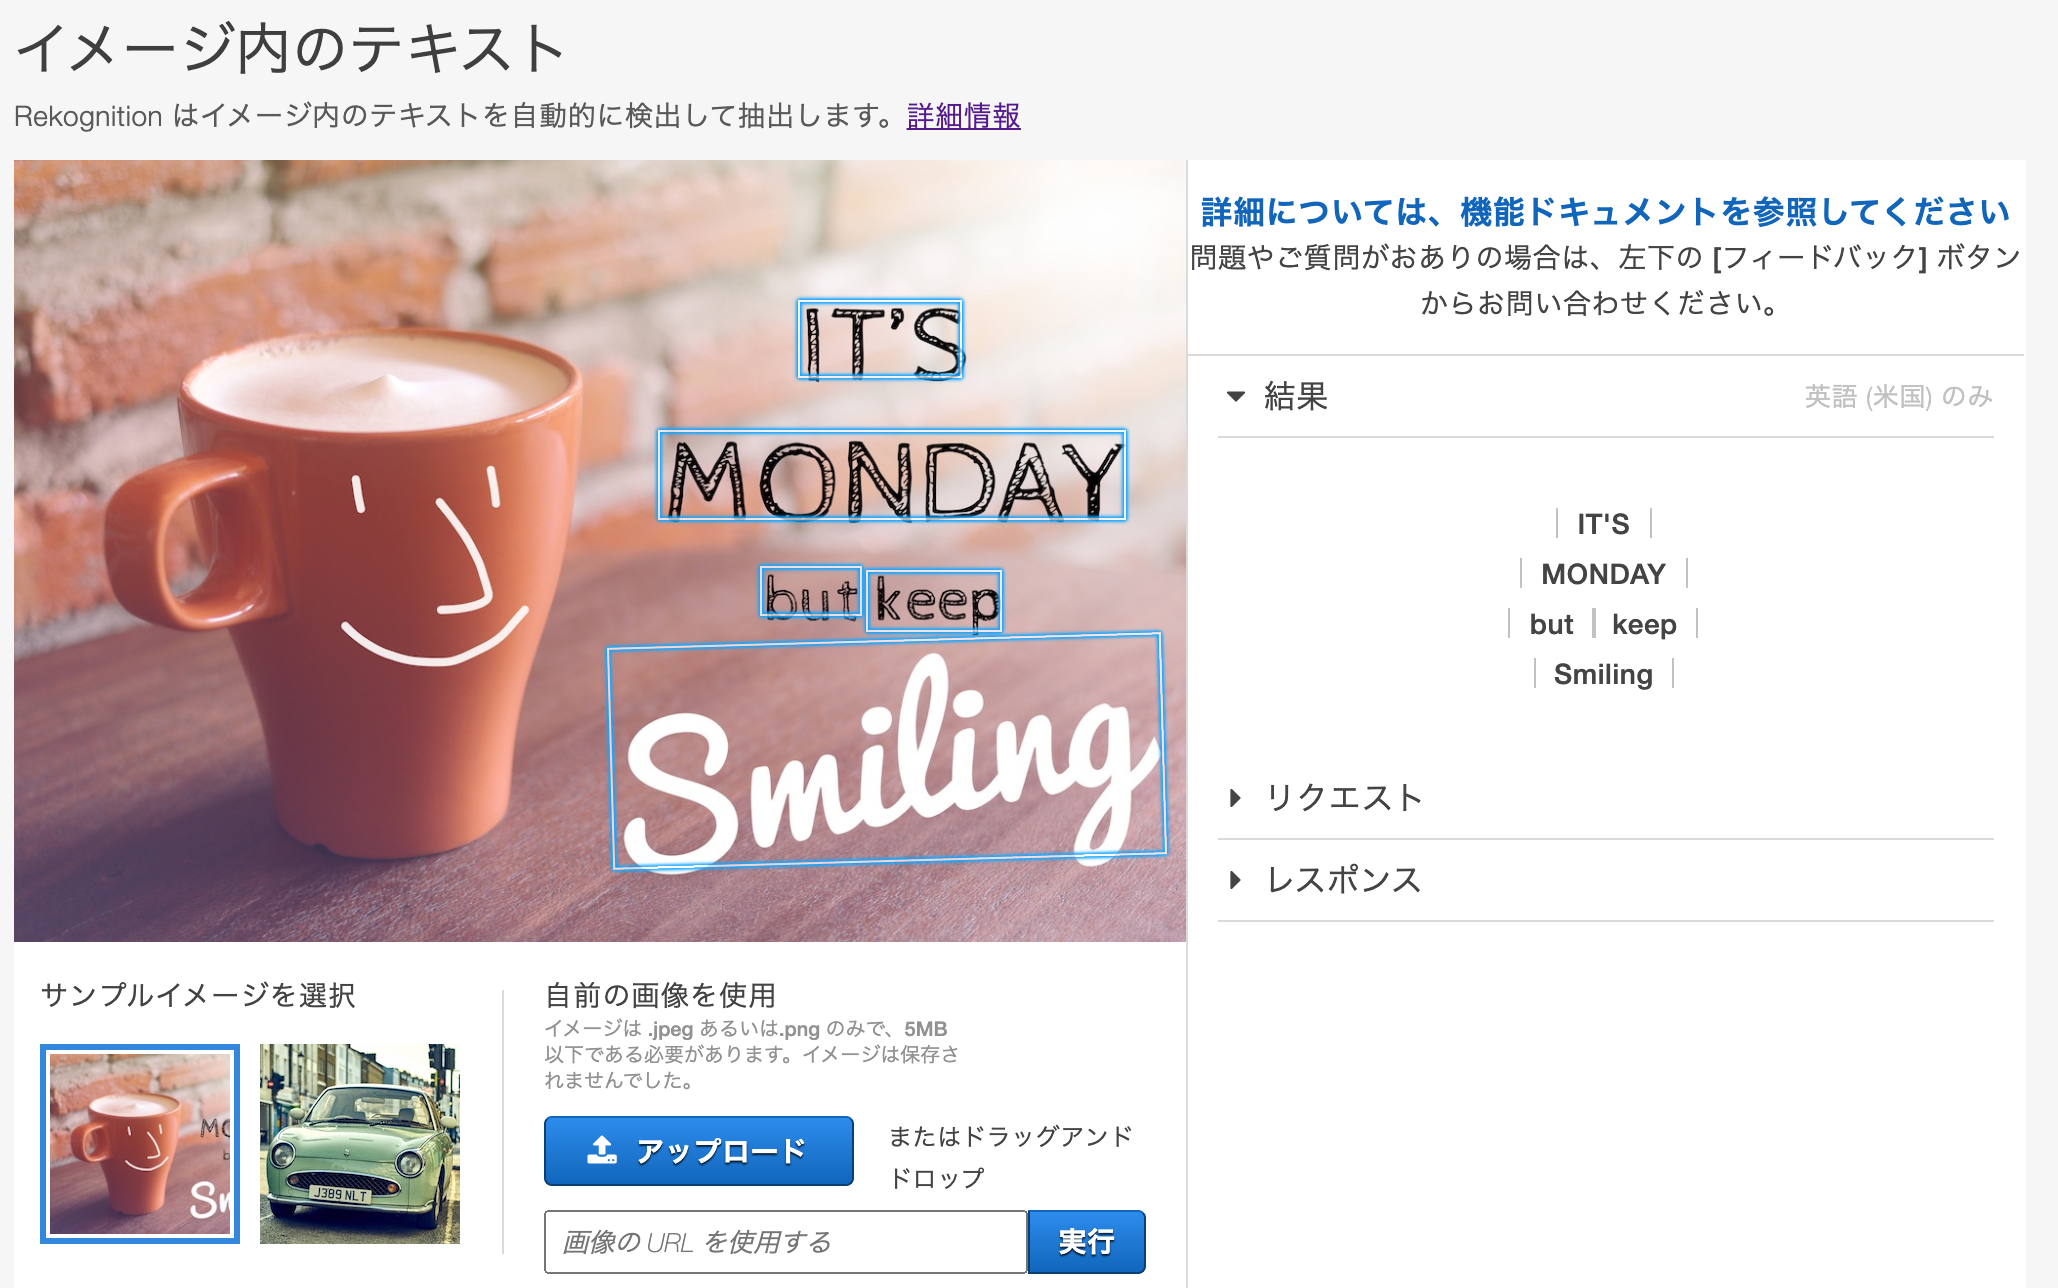 イメージ内のテキスト
Rekognition はイメージ内のテキストを自動的に検出して抽出します。詳細情報
IT'S
MONDAY
but keep
Smiling
詳細については、機能ドキュメントを参照してください
問題やご質問がおありの場合は、左下の [フィードバック] ボタン
からお問い合わせください。
結果
英語 (米国) のみ
IT'S
MONDAY
but keep
Smiling
リクエスト
レスポンス
サンプルイメージを選択
MO
b
Sm
J389 NLT
自前の画像を使用
イメージは .jpeg あるいは.png のみで、5MB
以下である必要があります。イメージは保存さ
れませんでした。
アップロード
またはドラッグアンド
ドロップ
画像の URL を使用する
実行